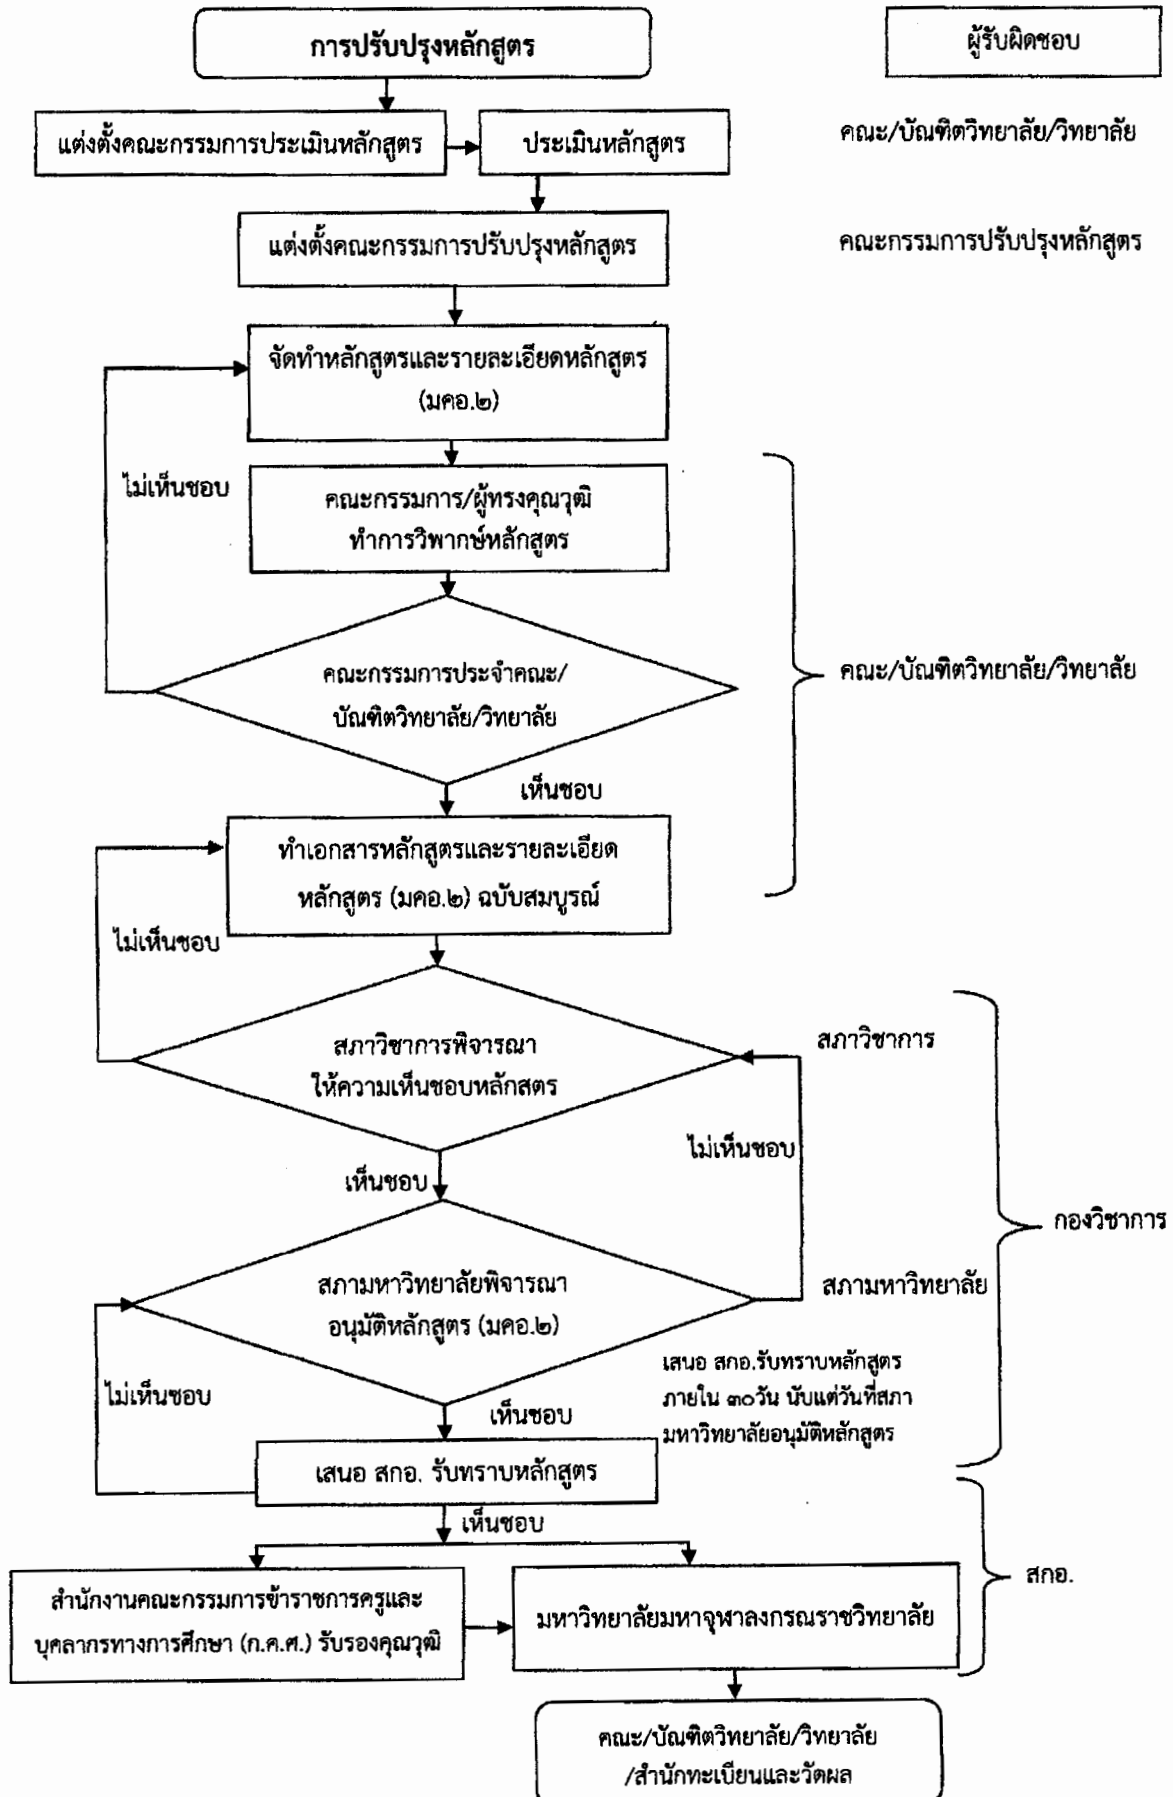 การปรับปรุงหลักสูตร
ผู้รับผิดชอบ
แต่งตั้งคณะกรรมการประเมินหลักสูตร
ประเมินหลักสูตร
คณะ/บัณฑิตวิทยาลัย/วิทยาลัย
แต่งตั้งคณะกรรมการปรับปรุงหลักสูตร
คณะกรรมการปรับปรุงหลักสูตร
จัดทำหลักสูตรและรายละเอียดหลักสูตร
(มคอ.๒)
ไม่เห็นชอบ
คณะกรรมการ/ผู้ทรงคุณวุฒิ
ทำการวิพากษ์หลักสูตร
คณะกรรมการประจำคณะ/
บัณฑิตวิทยาลัย/วิทยาลัย
คณะ/บัณฑิตวิทยาลัย/วิทยาลัย
เห็นชอบ
ทำเอกสารหลักสูตรและรายละเอียด
หลักสูตร (มคอ.๒) ฉบับสมบูรณ์
ไม่เห็นชอบ
สภาวิชาการพิจารณา
ให้ความเห็นชอบหลักสตร
สภาวิชาการ
ไม่เห็นชอบ
เห็นชอบ
กองวิชาการ
สภามหาวิทยาลัยพิจารณา
อนุมัติหลักสูตร (มคอ.๒)
สภามหาวิทยาลัย
เสนอ สกอ.รับทราบหลักสูตร
ภายใน ๓๐วัน นับแต่วันที่สภา
มหาวิทยาลัยอนุมัติหลักสูตร
ไม่เห็นชอบ
เห็นชอบ
เสนอ สกอ. รับทราบหลักสูตร
เห็นชอบ
สกอ.
สำนักงานคณะกรรมการข้าราชการครูและ
บุคลากรทางการศึกษา (ก.ค.ศ.) รับรองคุณวุฒิ
มหาวิทยาลัยมหาจุฬาลงกรณราชวิทยาลัย
คณะ/บัณฑิตวิทยาลัย/วิทยาลัย
/สำนักทะเบียนและวัดผล